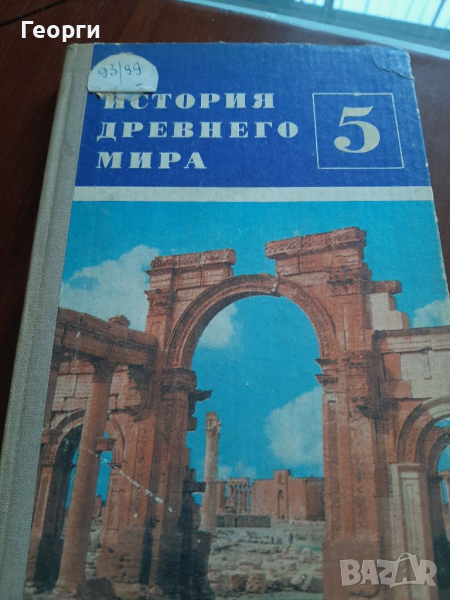 Георги
93/99
ИСТОРИЯ
ДРЕВНЕГО
МИРА
5
BAZAR